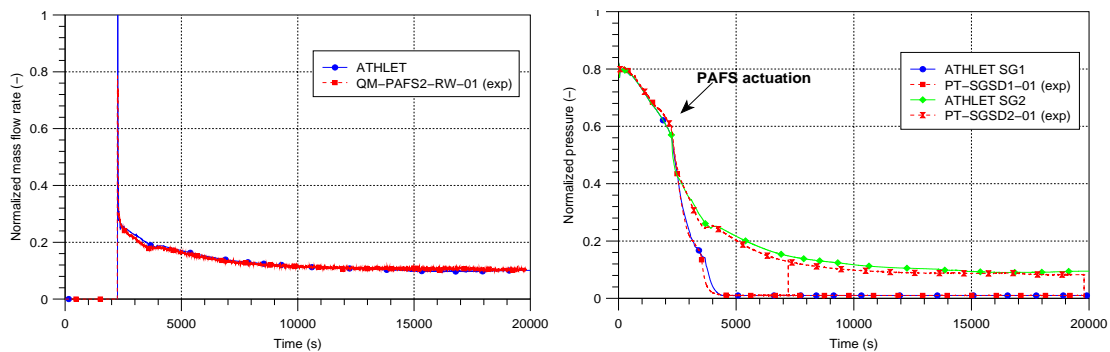 1
0.8
0.6
0.4
0.2
0
Normalized mass flow rate (–)
ATHLET
QM–PAFS2–RW–01 (exp)
0 5000 10000 15000 20000
Time (s)
1
0.8
0.6
0.4
0.2
0
Normalized pressure (–)
PAFS actuation
ATHLET SG1
PT–SGSD1–01 (exp)
ATHLET SG2
PT–SGSD2–01 (exp)
0 5000 10000 15000 20000
Time (s)